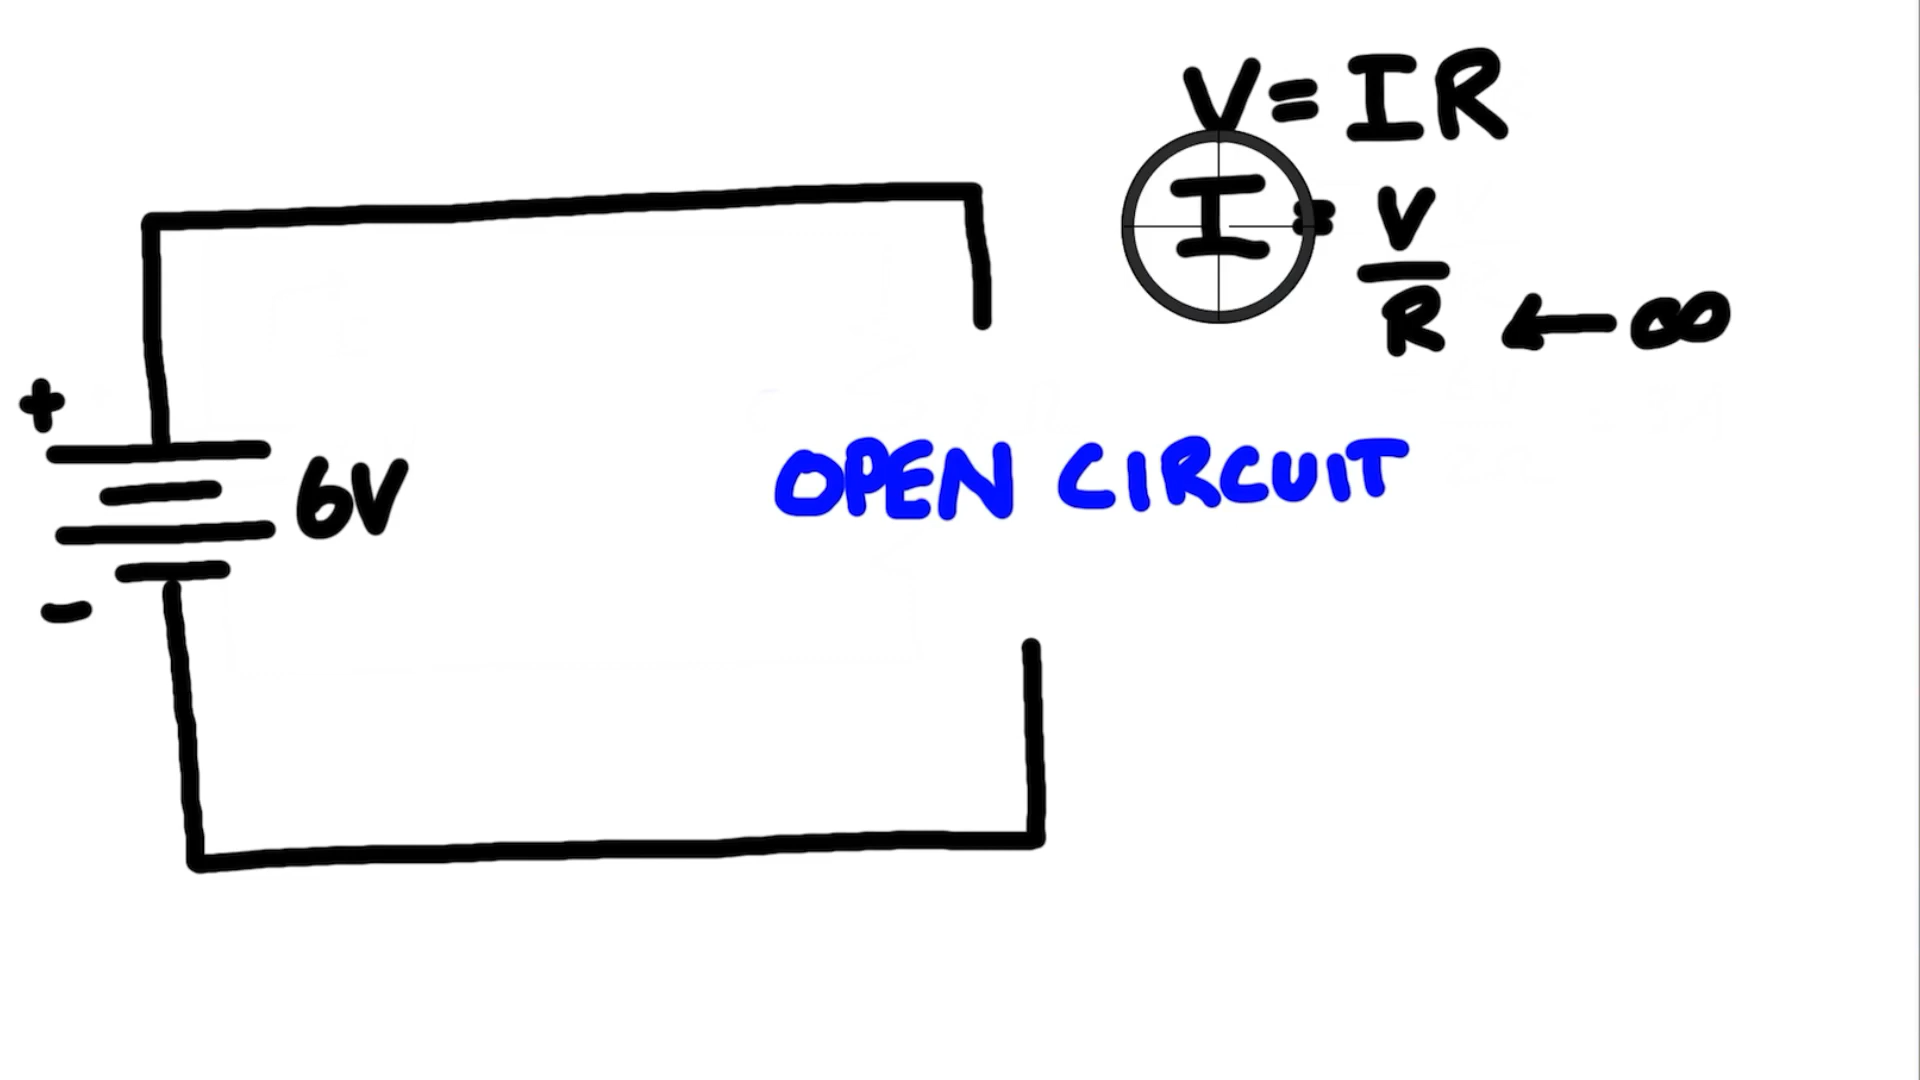 V = IR
I = V/R ← ∞
+
6V
OPEN CIRCUIT
-